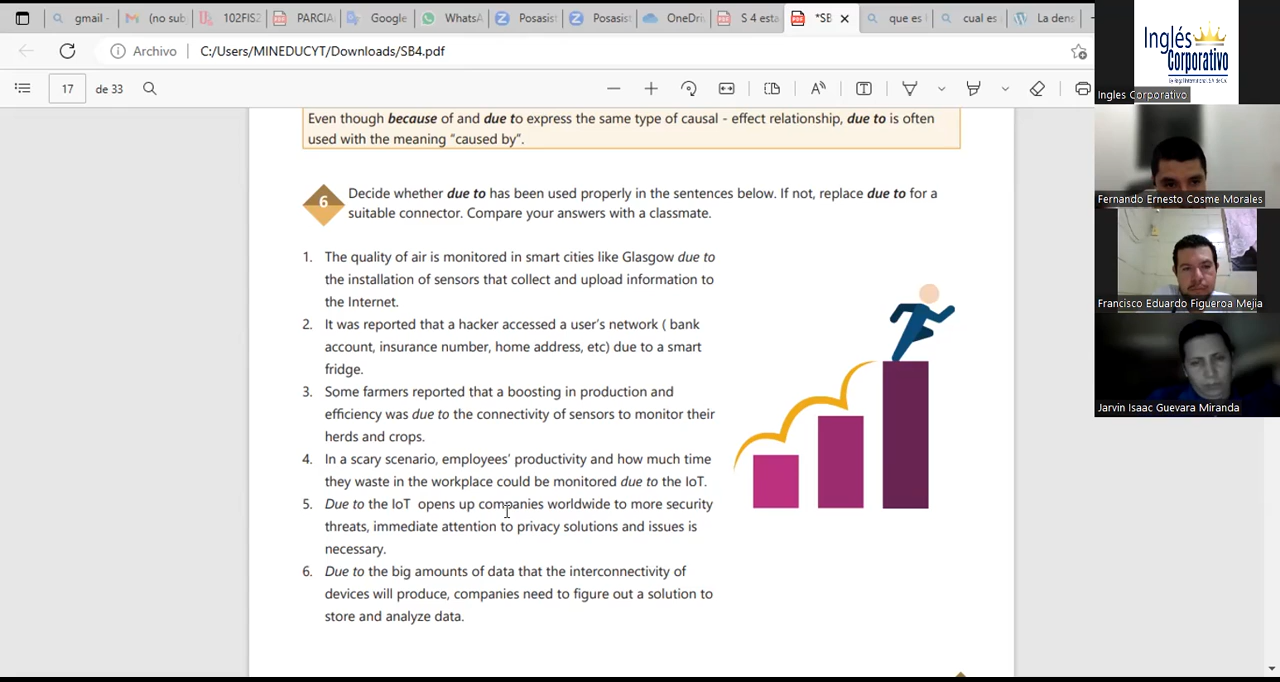 gmail -
(no sub
102FIS2
PARCIA
Google
WhatsA
Posasist
Posasist
OneDri
S 4 esta
*SB
que es
cual es
La dens
Archivo
C:/Users/MINEDUCYT/Downloads/SB4.pdf
17
de 33
Even though because of and due to express the same type of causal - effect relationship, due to is often
used with the meaning “caused by”.
6
Decide whether due to has been used properly in the sentences below. If not, replace due to for a
suitable connector. Compare your answers with a classmate.
1. The quality of air is monitored in smart cities like Glasgow due to
the installation of sensors that collect and upload information to
the Internet.
2. It was reported that a hacker accessed a user’s network ( bank
account, insurance number, home address, etc) due to a smart
fridge.
3. Some farmers reported that a boosting in production and
efficiency was due to the connectivity of sensors to monitor their
herds and crops.
4. In a scary scenario, employees’ productivity and how much time
they waste in the workplace could be monitored due to the IoT.
5. Due to the IoT opens up companies worldwide to more security
threats, immediate attention to privacy solutions and issues is
necessary.
6. Due to the big amounts of data that the interconnectivity of
devices will produce, companies need to figure out a solution to
store and analyze data.
Inglés
Corporativo
Ingles Corporativo
Fernando Ernesto Cosme Morales
Francisco Eduardo Figueroa Mejia
Jarvin Isaac Guevara Miranda